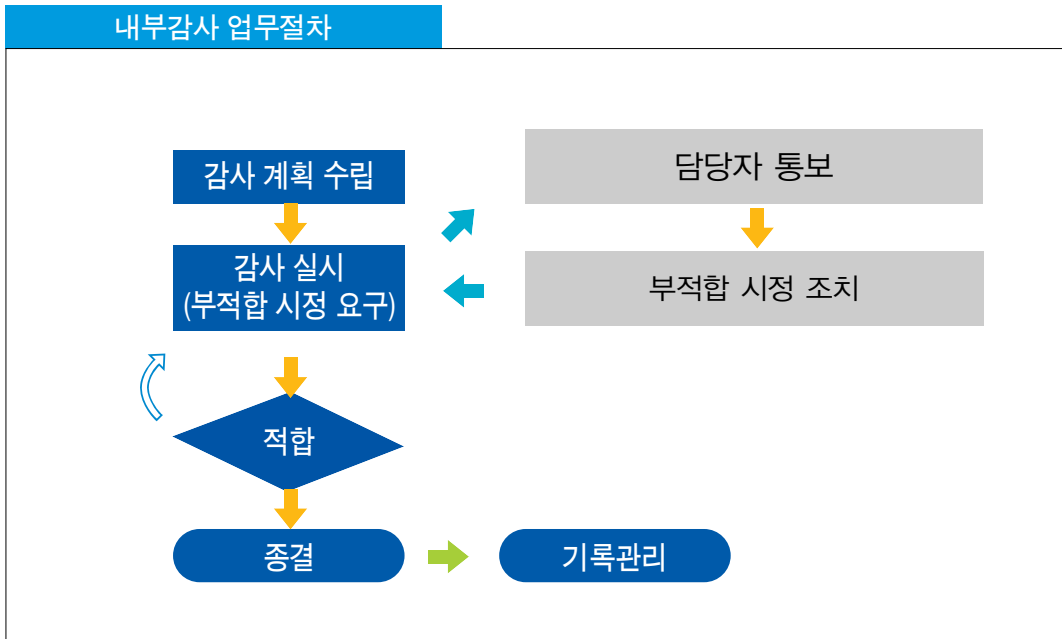 내부감사 업무절차
감사 계획 수립
담당자 통보
감사 실시
(부적합 시정 요구)
부적합 시정 조치
적합
종결
기록관리